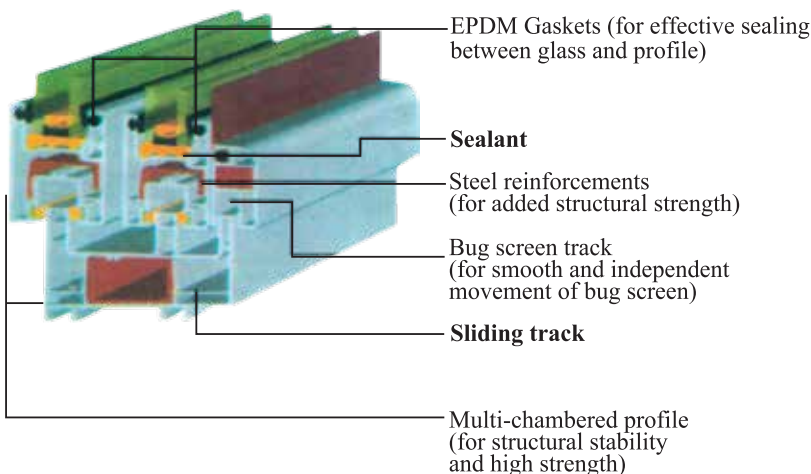 EPDM Gaskets (for effective sealing
between glass and profile)
Sealant
Steel reinforcements
(for added structural strength)
Bug screen track
(for smooth and independent
movement of bug screen)
Sliding track
Multi-chambered profile
(for structural stability
and high strength)